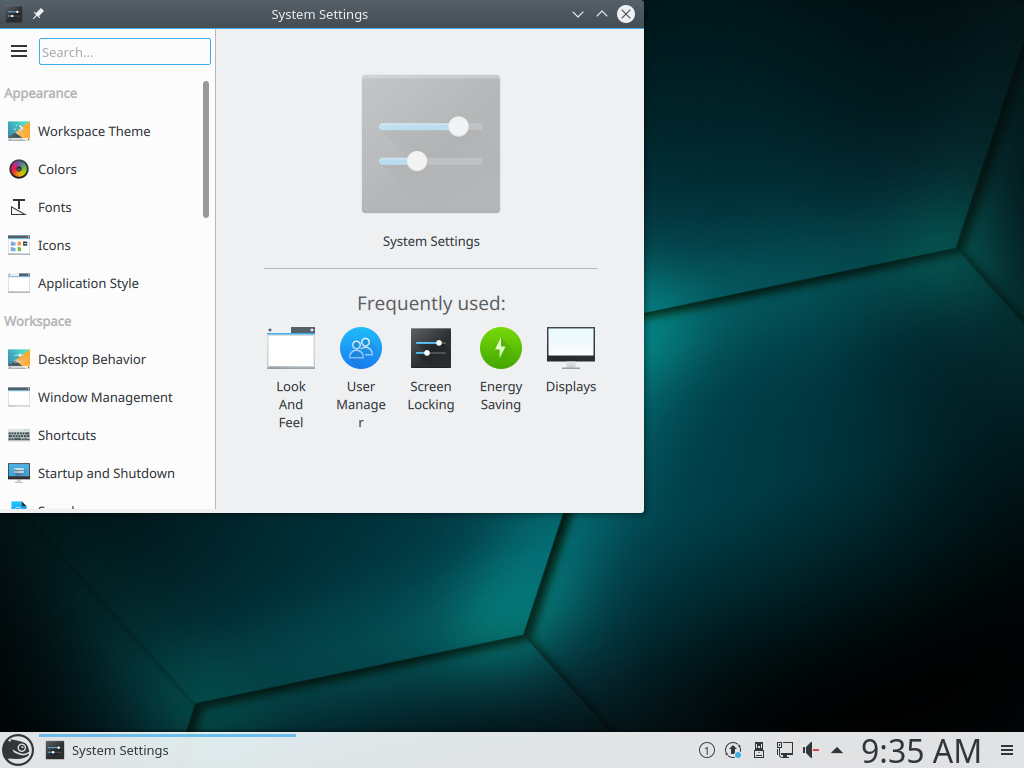 System Settings
Search...
Appearance
Workspace Theme
Colors
Fonts
Icons
Application Style
Workspace
Desktop Behavior
Window Management
Shortcuts
Startup and Shutdown
System Settings
Frequently used:
Look
And
Feel
User
Manage
r
Screen
Locking
Energy
Saving
Displays
System Settings
1
9:35 AM